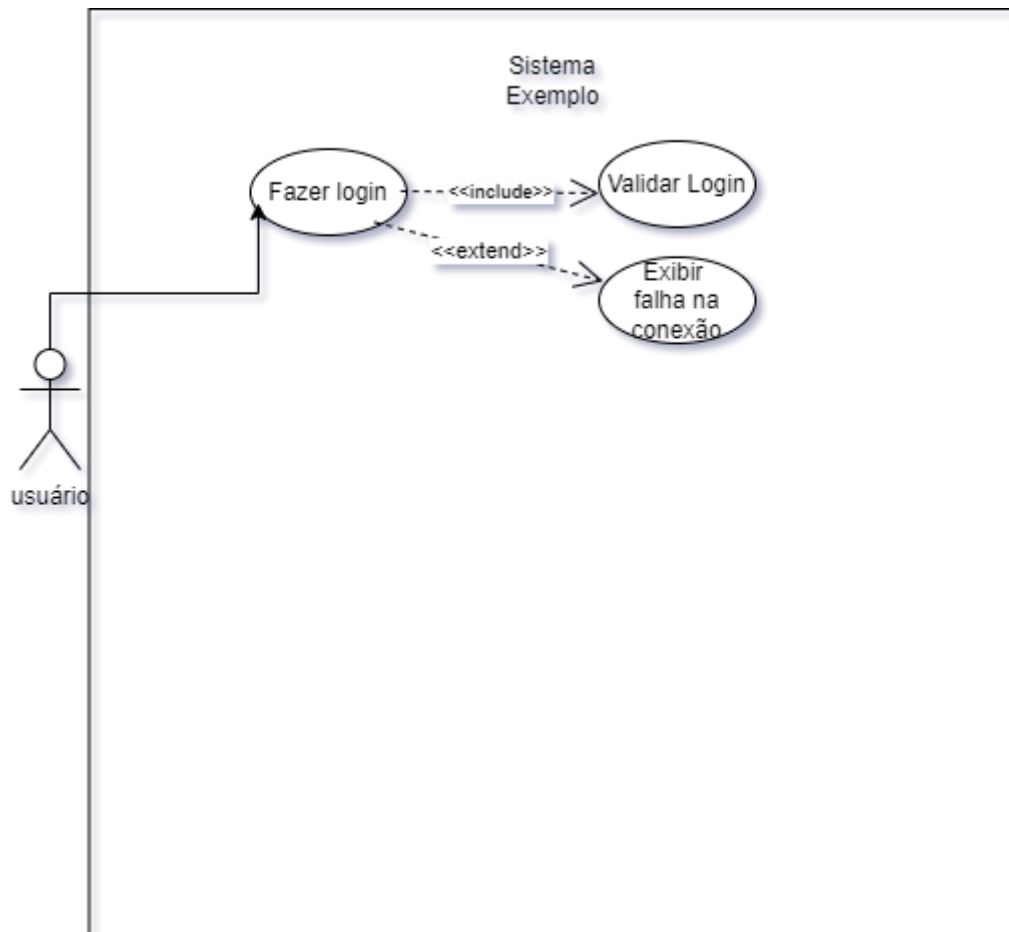 Sistema
Exemplo
Fazer login
<<include>>
Validar Login
<<extend>>
Exibir
falha na
conexão
usuário